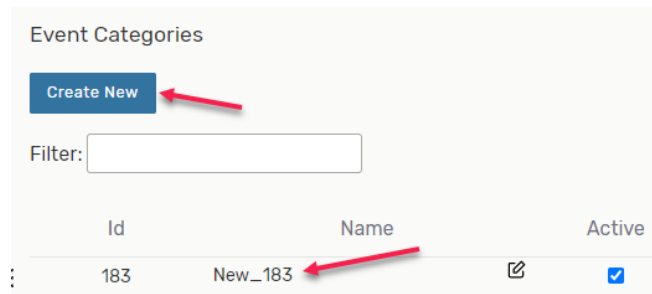 Event Categories
Create New
Filter:
Id Name Active
183 New_183